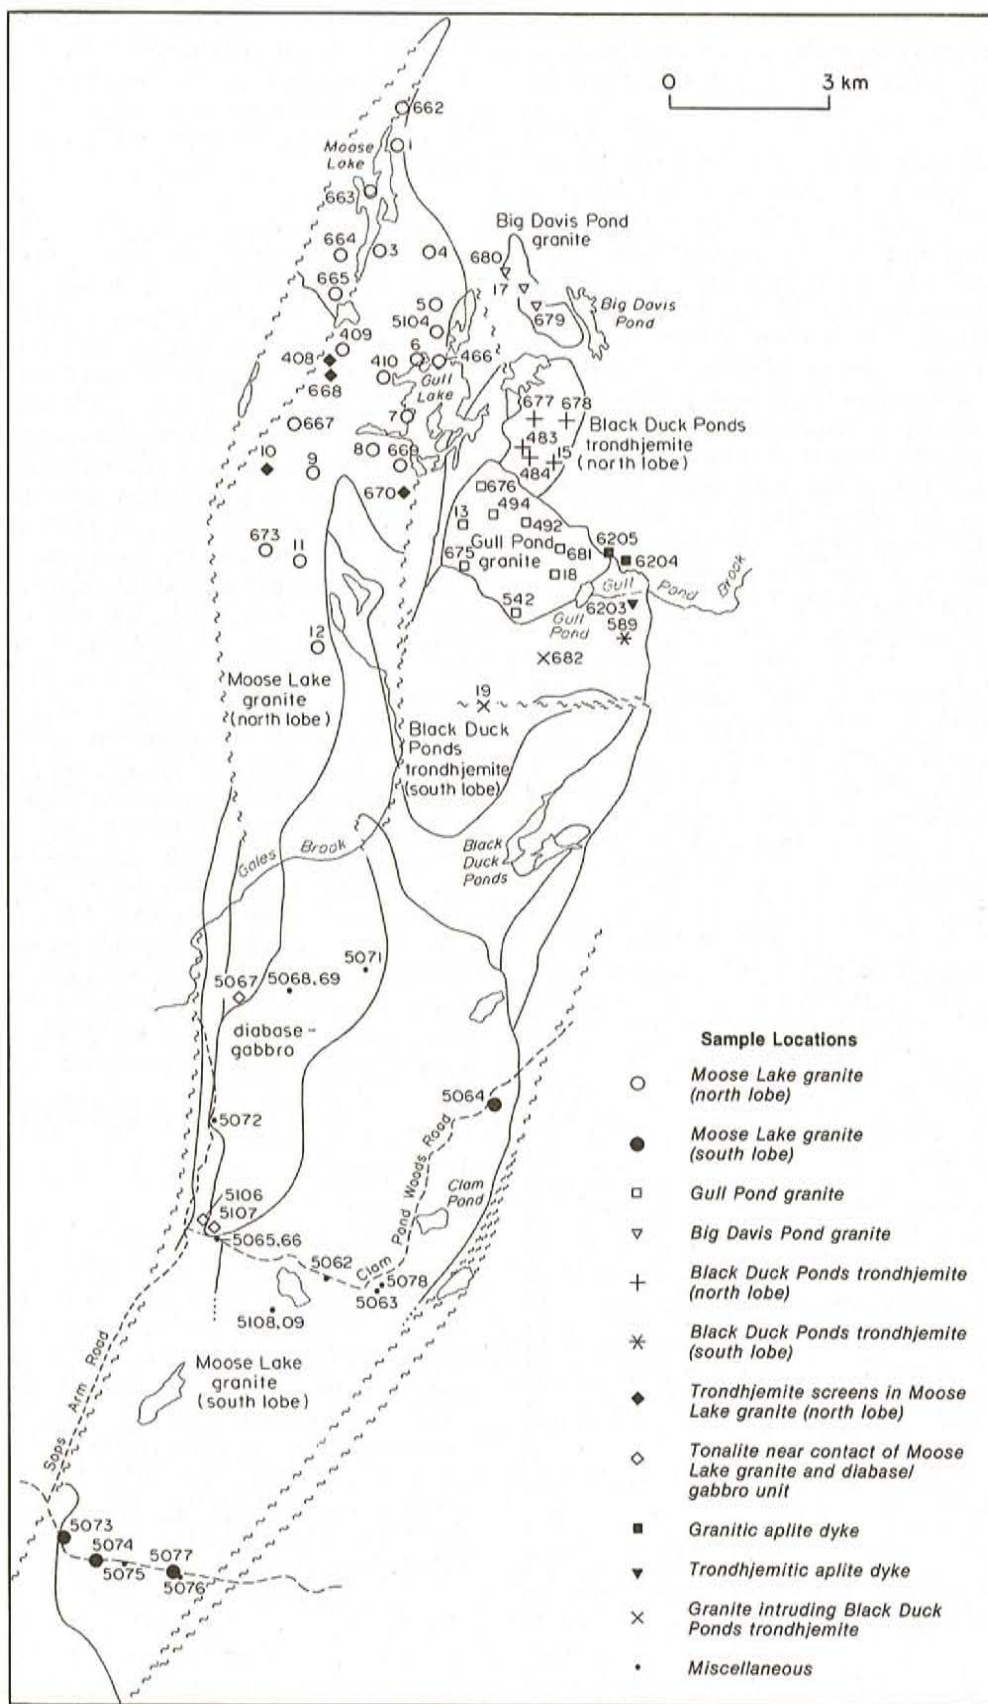 0 3 km
662
1
Moose
Lake
663
664
3
4
665
5
5104
409
6
466
408
410
668
Gull
Lake
7
667
8
669
10
9
670
673
11
12
Big Davis Pond
granite
680
17
679
Big Davis
Pond
677 678
483
15
484
Black Duck Ponds
trondhjemite
(north lobe)
676
494
13
492
Gull Pond
granite
675
681
18
542
6205
6204
Gull Pond Brook
6203
Gull
Pond
589
682
19
Moose Lake
granite
(north lobe)
Black Duck
Ponds
trondhjemite
(south lobe)
Black
Duck
Ponds
Gales Brook
5071
5067
5068,69
diabase-
gabbro
5072
5064
Clam Pond Woods Road
Clam
Pond
5106
5107
5065,66
5062
5078
5063
5108,09
Moose Lake
granite
(south lobe)
Sops Arm Road
5073
5074
5075
5077
5076
Sample Locations
Moose Lake granite
(north lobe)
Moose Lake granite
(south lobe)
Gull Pond granite
Big Davis Pond granite
Black Duck Ponds trondhjemite
(north lobe)
Black Duck Ponds trondhjemite
(south lobe)
Trondhjemite screens in Moose
Lake granite (north lobe)
Tonalite near contact of Moose
Lake granite and diabase/
gabbro unit
Granitic aplite dyke
Trondhjemitic aplite dyke
Granite intruding Black Duck
Ponds trondhjemite
Miscellaneous